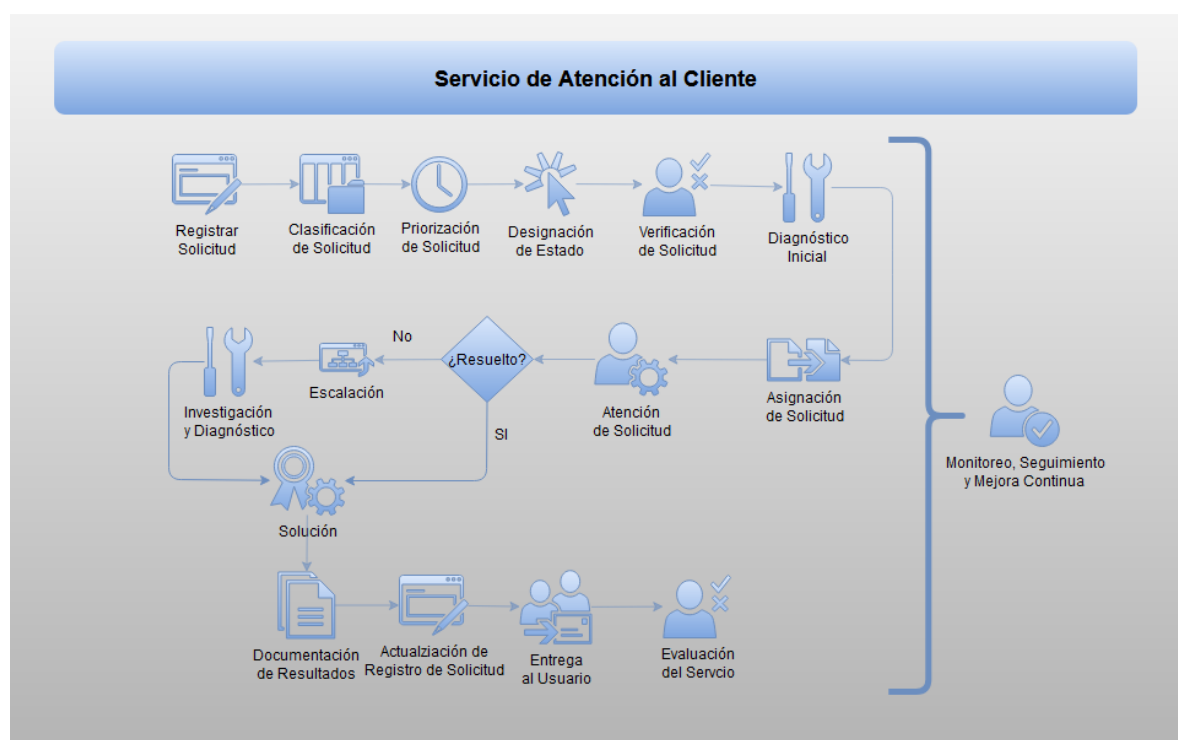 Servicio de Atención al Cliente
Registrar
Solicitud
Clasificación
de Solicitud
Priorización
de Solicitud
Designación
de Estado
Verificación
de Solicitud
Diagnóstico
Inicial
Investigación
y Diagnóstico
Escalación
No
¿Resuelto?
SI
Atención
de Solicitud
Asignación
de Solicitud
Monitoreo, Seguimiento
y Mejora Continua
Solución
Documentación
de Resultados
Actualziación de
Registro de Solicitud
Entrega
al Usuario
Evaluación
del Servcio